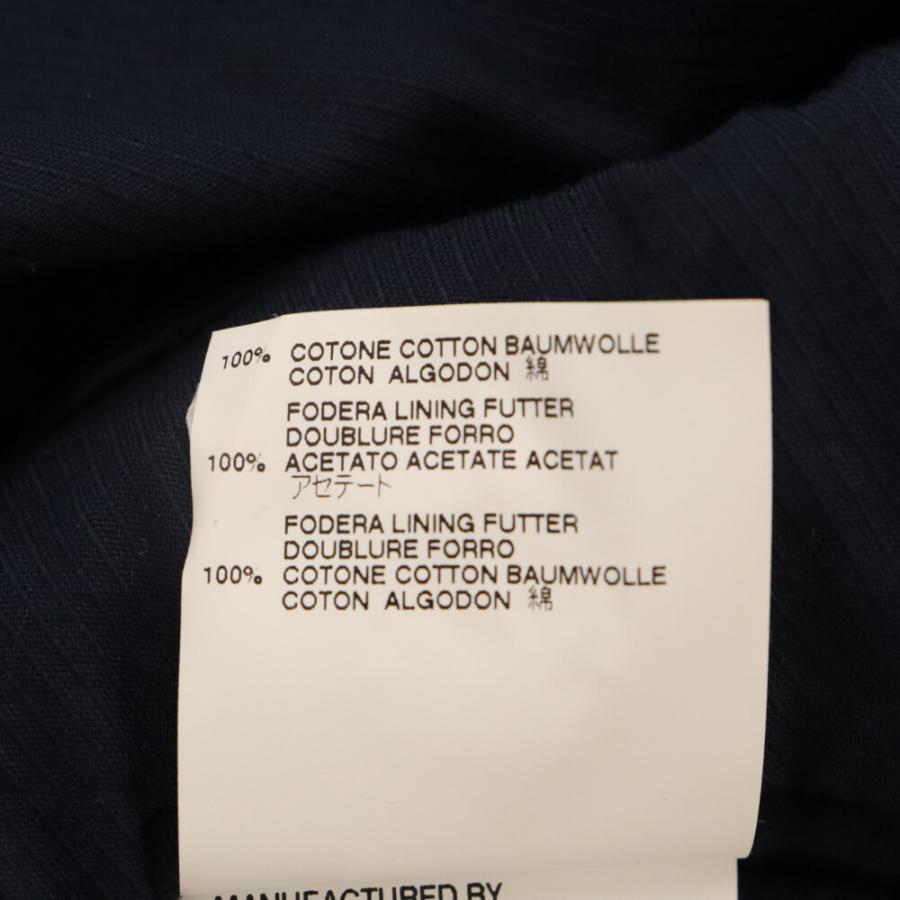 100% COTONE COTTON BAUMWOLLE
COTON ALGODON 綿
FODERA LINING FUTTER
DOUBLURE FORRO
100% ACETATO ACETATE ACETAT
アセテート
FODERA LINING FUTTER
DOUBLURE FORRO
100% COTONE COTTON BAUMWOLLE
COTON ALGODON 綿
MANUFACTURED BY